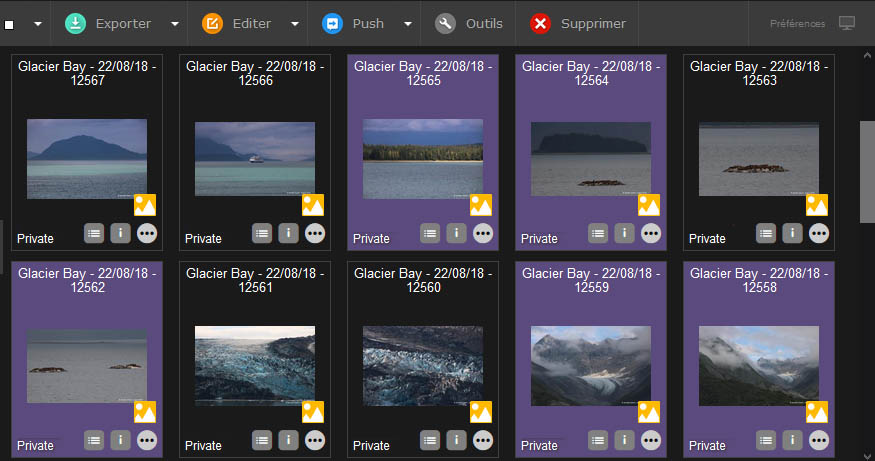 Exporter Editer Push Outils Supprimer Préférences
Glacier Bay - 22/08/18 -
12567
Glacier Bay - 22/08/18 -
12566
Glacier Bay - 22/08/18 -
12565
Glacier Bay - 22/08/18 -
12564
Glacier Bay - 22/08/18 -
12563
Private
Private
Private
Private
Private
Glacier Bay - 22/08/18 -
12562
Glacier Bay - 22/08/18 -
12561
Glacier Bay - 22/08/18 -
12560
Glacier Bay - 22/08/18 -
12559
Glacier Bay - 22/08/18 -
12558
Private
Private
Private
Private
Private